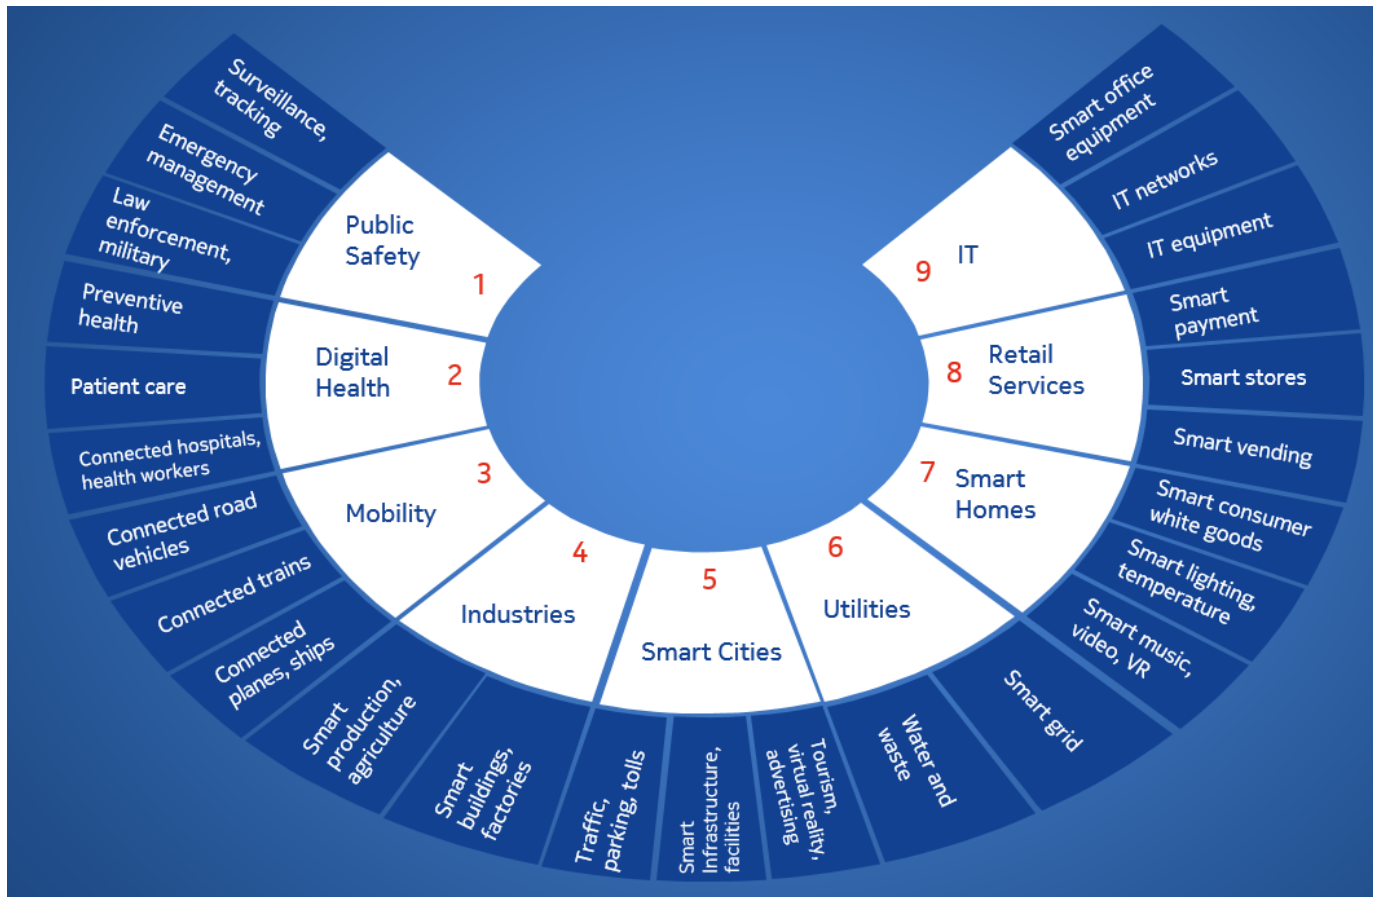 Surveillance,
tracking
Emergency
management
Law
enforcement,
military
Public
Safety
1
Preventive
health
Patient care
Connected hospitals,
health workers
Digital
Health
2
Connected road
vehicles
Connected trains
Connected
planes, ships
Mobility
3
Smart
production,
agriculture
Smart
buildings,
factories
Industries
4
Traffic,
parking, tolls
Smart
Infrastructure,
facilities
Tourism,
virtual reality,
advertising
Smart Cities
5
Water and
waste
Smart grid
Utilities
6
Smart music,
video, VR
Smart lighting,
temperature
Smart consumer
white goods
Smart
Homes
7
Smart vending
Smart stores
Smart
payment
Retail
Services
8
IT equipment
IT networks
Smart office
equipment
IT
9